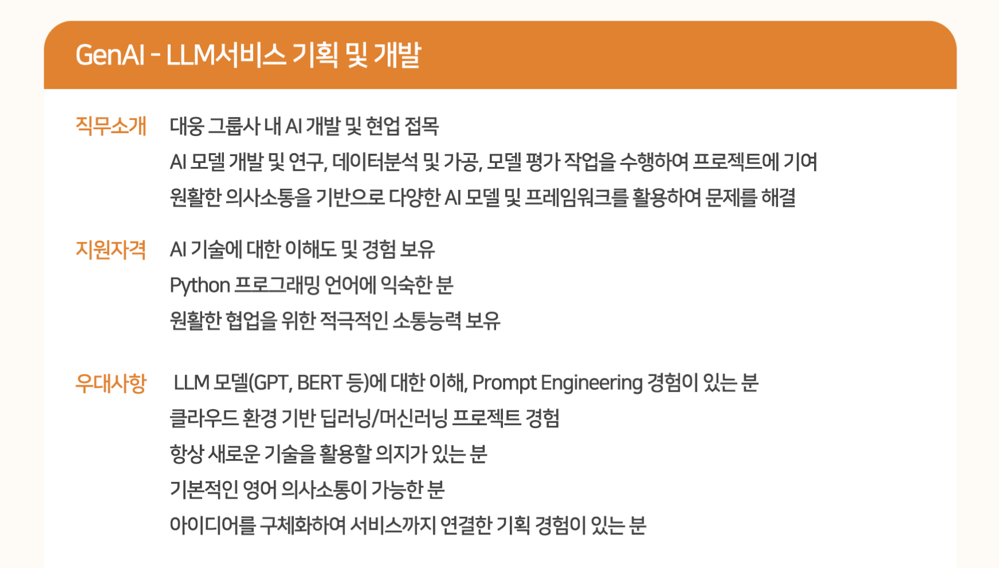 GenAI - LLM서비스 기획 및 개발
직무소개 대웅 그룹사 내 AI 개발 및 현업 접목
AI 모델 개발 및 연구, 데이터분석 및 가공, 모델 평가 작업을 수행하여 프로젝트에 기여
원활한 의사소통을 기반으로 다양한 AI 모델 및 프레임워크를 활용하여 문제를 해결
지원자격 AI 기술에 대한 이해도 및 경험 보유
Python 프로그래밍 언어에 익숙한 분
원활한 협업을 위한 적극적인 소통능력 보유
우대사항 LLM 모델(GPT, BERT 등)에 대한 이해, Prompt Engineering 경험이 있는 분
클라우드 환경 기반 딥러닝/머신러닝 프로젝트 경험
항상 새로운 기술을 활용할 의지가 있는 분
기본적인 영어 의사소통이 가능한 분
아이디어를 구체화하여 서비스까지 연결한 기획 경험이 있는 분